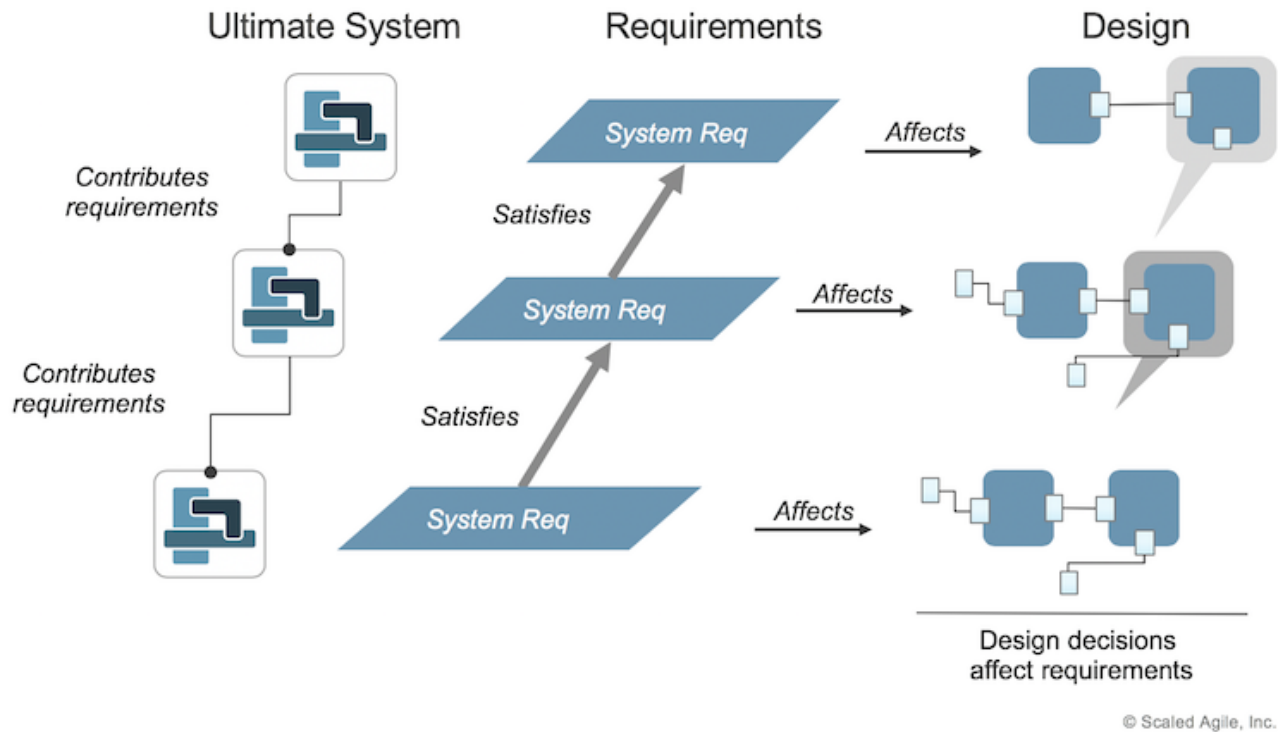 Ultimate System
Requirements
Design
System Req
Affects
Contributes
requirements
Satisfies
System Req
Affects
Contributes
requirements
Satisfies
System Req
Affects
Design decisions
affect requirements
© Scaled Agile, Inc.